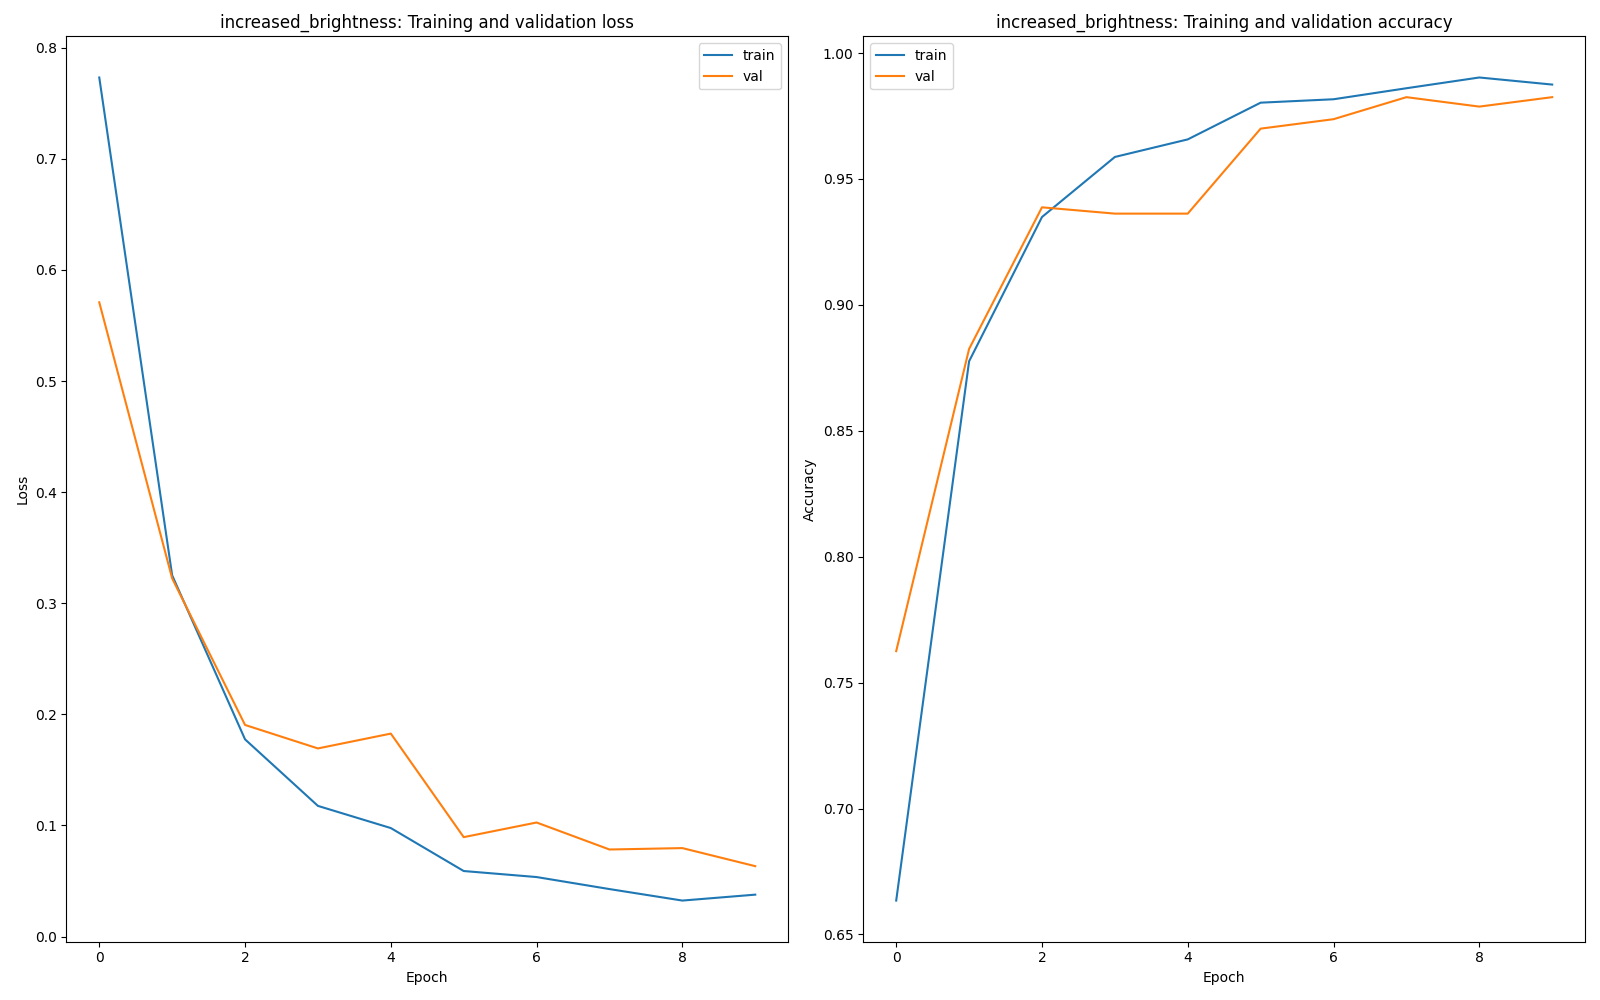 increased_brightness: Training and validation loss
train
val
0.8
0.7
0.6
0.5
0.4
0.3
0.2
0.1
0.0
Loss
0 2 4 6 8
Epoch
increased_brightness: Training and validation accuracy
train
val
1.00
0.95
0.90
0.85
0.80
0.75
0.70
0.65
Accuracy
0 2 4 6 8
Epoch